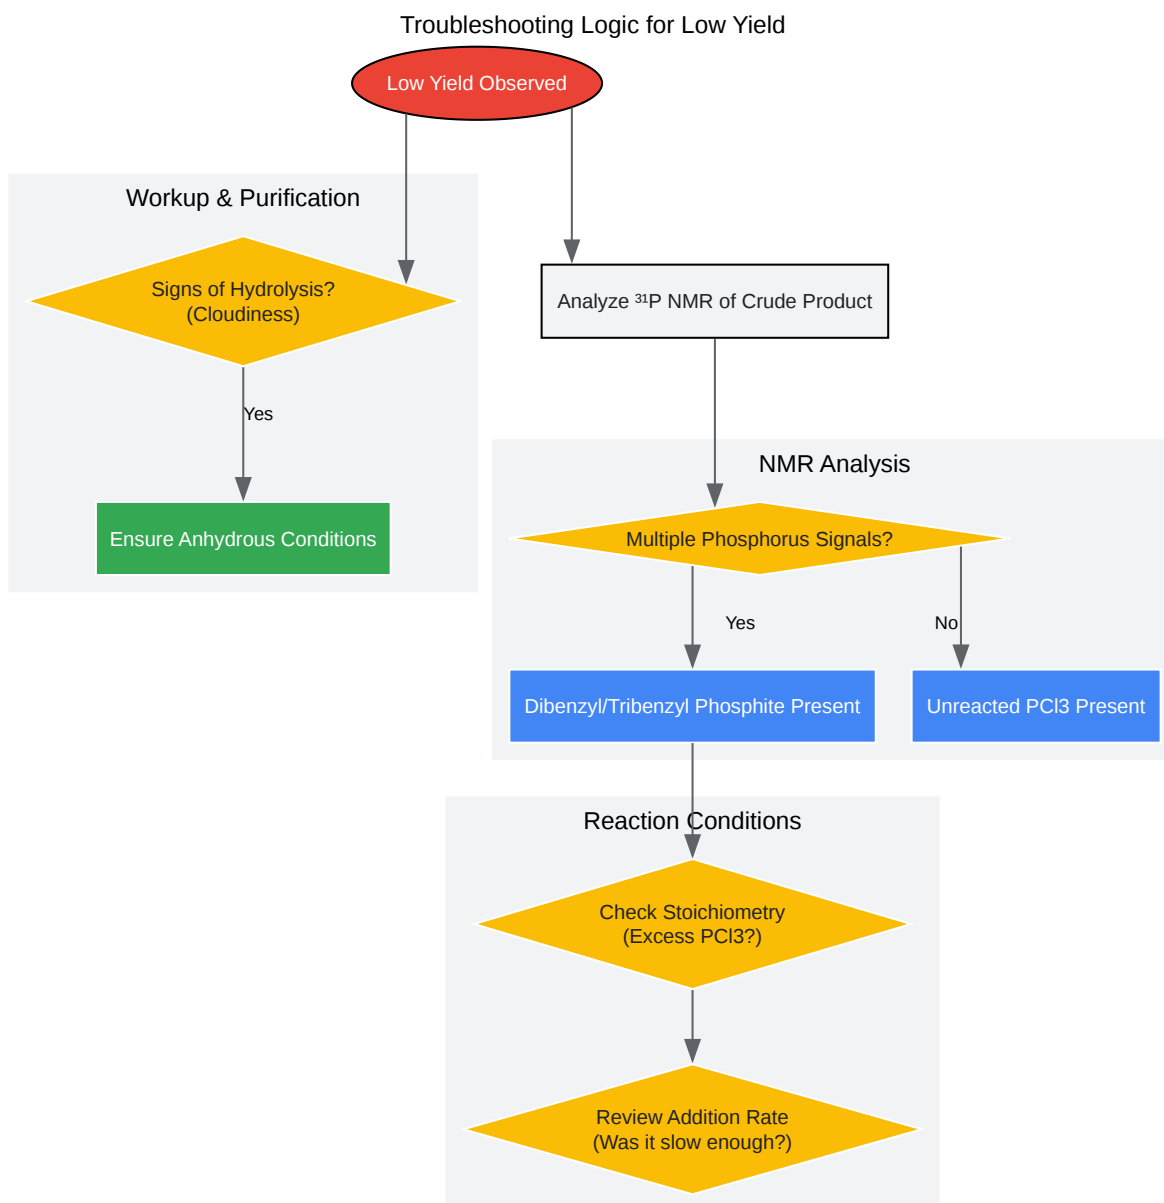 Troubleshooting Logic for Low Yield
Low Yield Observed
Workup & Purification
Signs of Hydrolysis?
(Cloudiness)
Yes
Ensure Anhydrous Conditions
Analyze ³¹P NMR of Crude Product
NMR Analysis
Multiple Phosphorus Signals?
Yes
No
Dibenzyl/Tribenzyl Phosphite Present
Unreacted PCl3 Present
Reaction Conditions
Check Stoichiometry
(Excess PCl3?)
Review Addition Rate
(Was it slow enough?)